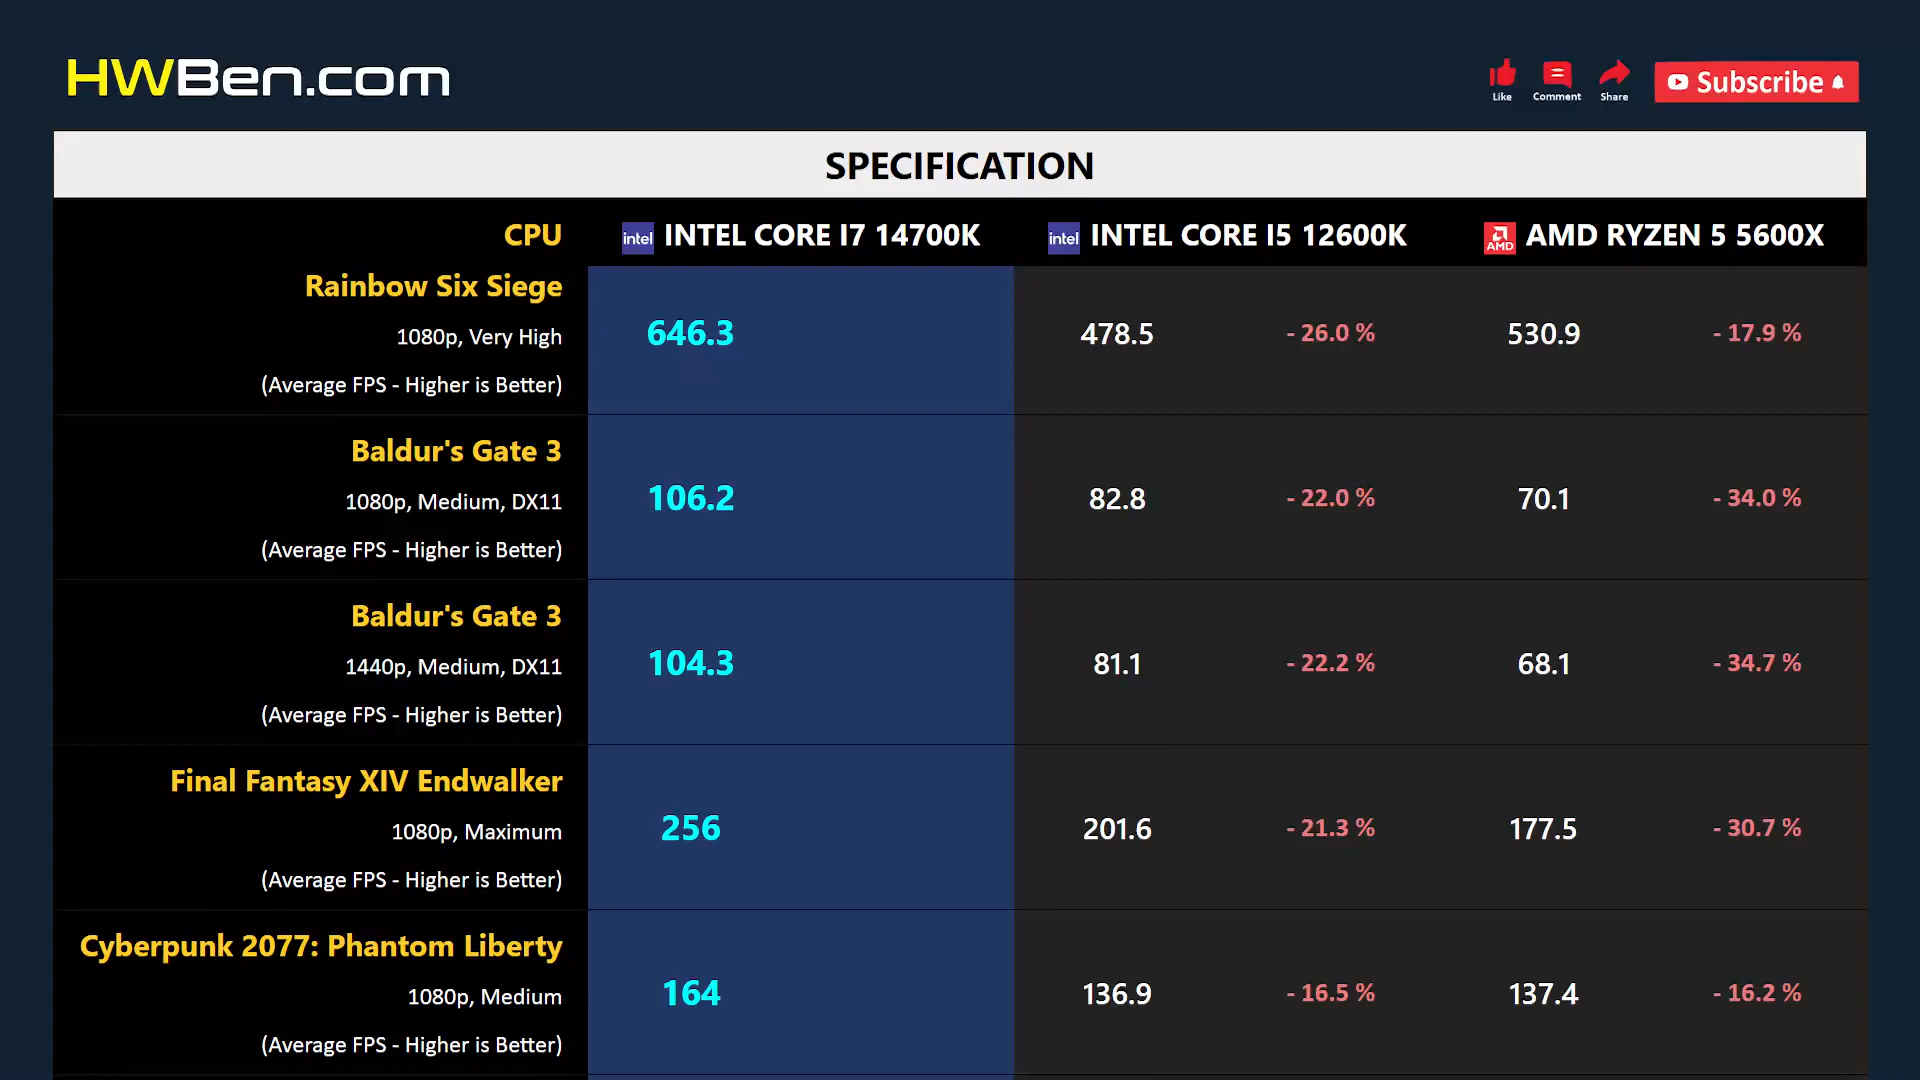 HWBen.com
Like
Comment
Share
Subscribe
SPECIFICATION
CPU
intel INTEL CORE I7 14700K
intel INTEL CORE I5 12600K
AMD AMD RYZEN 5 5600X
Rainbow Six Siege
1080p, Very High
(Average FPS - Higher is Better)
646.3
478.5
- 26.0 %
530.9
- 17.9 %
Baldur's Gate 3
1080p, Medium, DX11
(Average FPS - Higher is Better)
106.2
82.8
- 22.0 %
70.1
- 34.0 %
Baldur's Gate 3
1440p, Medium, DX11
(Average FPS - Higher is Better)
104.3
81.1
- 22.2 %
68.1
- 34.7 %
Final Fantasy XIV Endwalker
1080p, Maximum
(Average FPS - Higher is Better)
256
201.6
- 21.3 %
177.5
- 30.7 %
Cyberpunk 2077: Phantom Liberty
1080p, Medium
(Average FPS - Higher is Better)
164
136.9
- 16.5 %
137.4
- 16.2 %